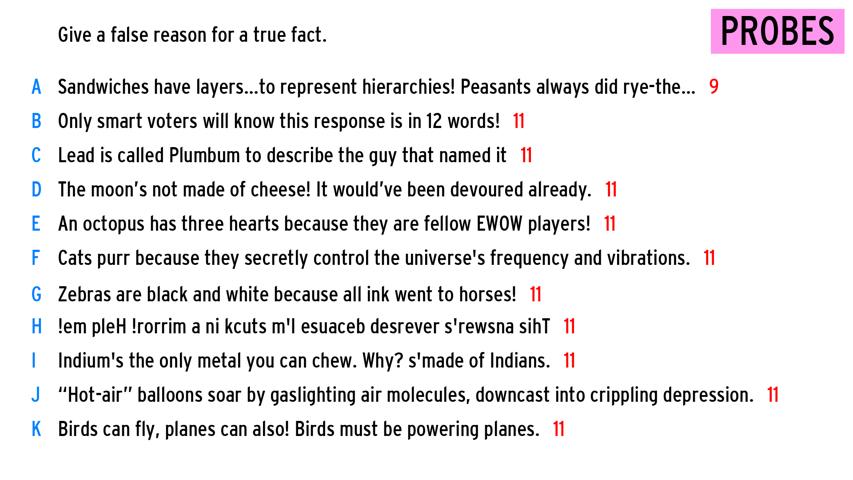 Give a false reason for a true fact.
PROBES
A Sandwiches have layers...to represent hierarchies! Peasants always did rye-the... 9
B Only smart voters will know this response is in 12 words! 11
C Lead is called Plumbum to describe the guy that named it 11
D The moon’s not made of cheese! It would’ve been devoured already. 11
E An octopus has three hearts because they are fellow EWOW players! 11
F Cats purr because they secretly control the universe's frequency and vibrations. 11
G Zebras are black and white because all ink went to horses! 11
H !em pleH !rorrim a ni kcuts m'I esuaceb desrever s'rewsna sihT 11
I Indium's the only metal you can chew. Why? s'made of Indians. 11
J “Hot-air” balloons soar by gaslighting air molecules, downcast into crippling depression. 11
K Birds can fly, planes can also! Birds must be powering planes. 11